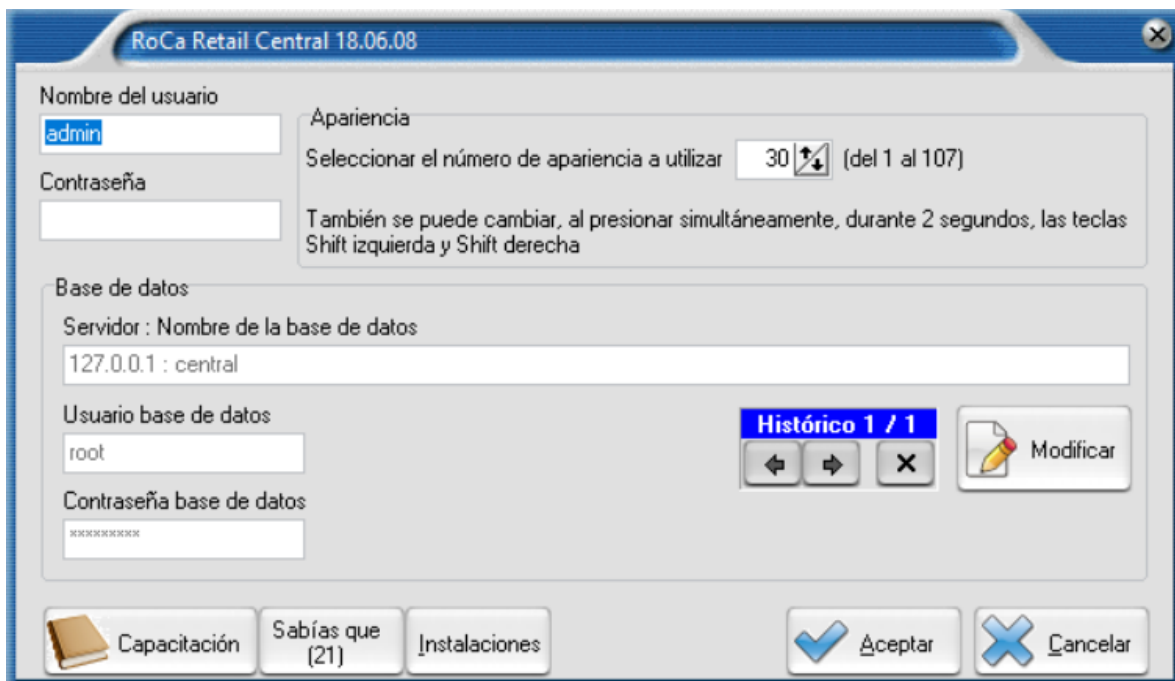 RoCa Retail Central 18.06.08
Nombre del usuario
admin
Contraseña
Apariencia
Seleccionar el número de apariencia a utilizar 30 (del 1 al 107)
También se puede cambiar, al presionar simultáneamente, durante 2 segundos, las teclas
Shift izquierda y Shift derecha
Base de datos
Servidor : Nombre de la base de datos
127.0.0.1 : central
Usuario base de datos
root
Histórico 1 / 1
Modificar
Contraseña base de datos
*********
Capacitación
Sabías que
(21)
Instalaciones
Aceptar
Cancelar